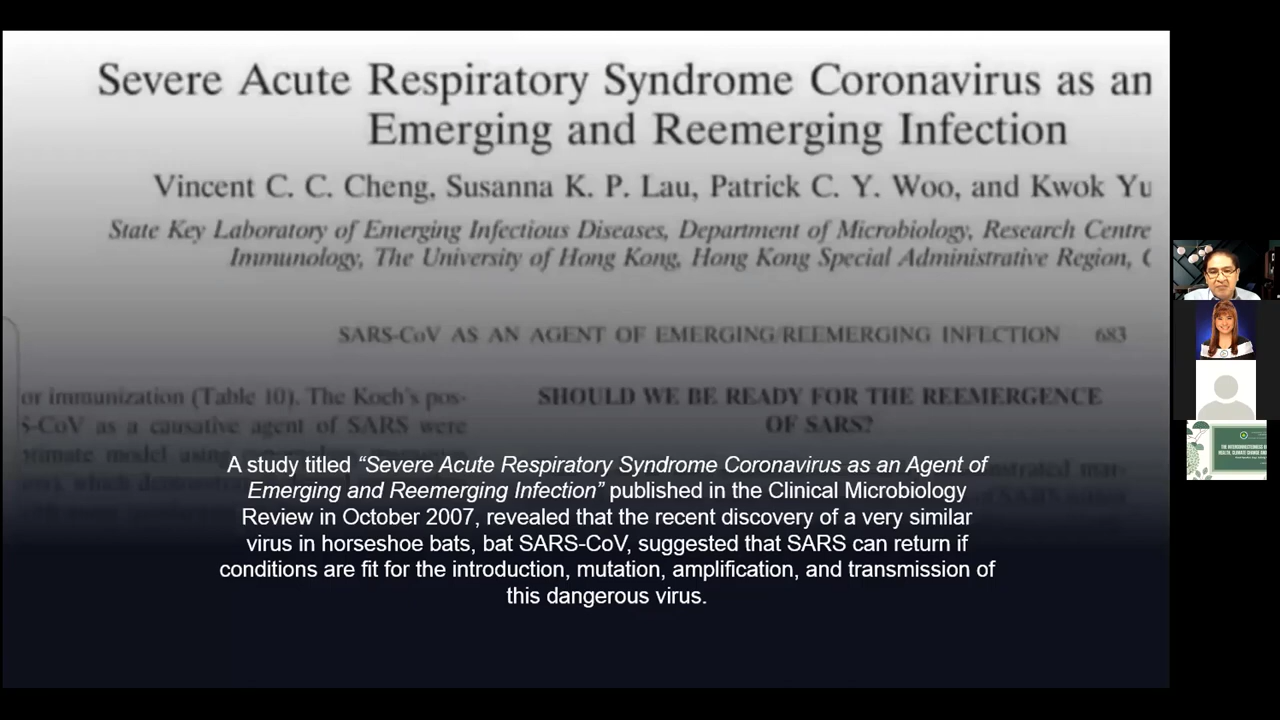 Severe Acute Respiratory Syndrome Coronavirus as an
Emerging and Reemerging Infection
Vincent C. C. Cheng, Susanna K. P. Lau, Patrick C. Y. Woo, and Kwok Yu
State Key Laboratory of Emerging Infectious Diseases, Department of Microbiology, Research Centre
Immunology, The University of Hong Kong, Hong Kong Special Administrative Region,
SARS-CoV AS AN AGENT OF EMERGING/REEMERGING INFECTION 683
or immunization (Table 10). The Koch's pos-
S-CoV as a causative agent of SARS were
SHOULD WE BE READY FOR THE REEMERGENCE
OF SARS?
A study titled “Severe Acute Respiratory Syndrome Coronavirus as an Agent of
Emerging and Reemerging Infection” published in the Clinical Microbiology
Review in October 2007, revealed that the recent discovery of a very similar
virus in horseshoe bats, bat SARS-CoV, suggested that SARS can return if
conditions are fit for the introduction, mutation, amplification, and transmission of
this dangerous virus.